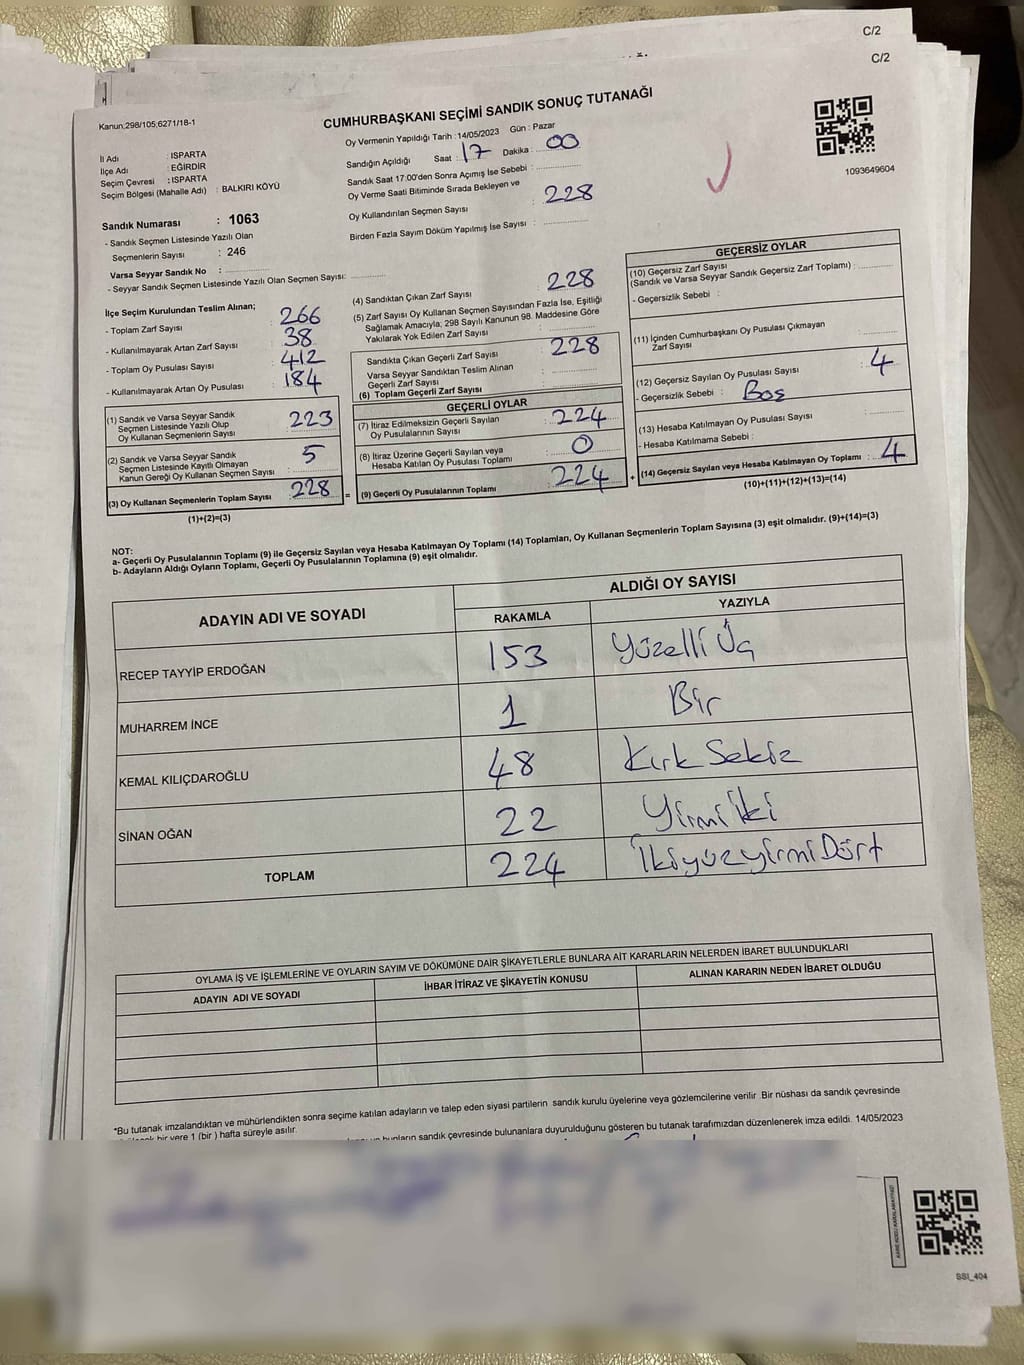 C/2
C/2
Kanun;298/105;6271/18-1
CUMHURBAŞKANI SEÇİMİ SANDIK SONUÇ TUTANAĞI
1093649604
İl Adı : ISPARTA
İlçe Adı : EĞİRDİR
Seçim Çevresi : ISPARTA
Seçim Bölgesi (Mahalle Adı) : BALKIRI KÖYÜ
Sandık Numarası : 1063
- Sandık Seçmen Listesinde Yazılı Olan
Seçmenlerin Sayısı : 246
Varsa Seyyar Sandık No :
- Seyyar Sandık Seçmen Listesinde Yazılı Olan Seçmen Sayısı:
Oy Vermenin Yapıldığı Tarih : 14/05/2023 Gün : Pazar
Sandığın Açıldığı Saat : 17 Dakika : 00
Sandık Saat 17:00'den Sonra Açımış İse Sebebi :
Oy Verme Saati Bitiminde Sırada Bekleyen ve
Oy Kullandırılan Seçmen Sayısı : 228
Birden Fazla Sayım Döküm Yapılmış İse Sayısı :
İlçe Seçim Kurulundan Teslim Alınan;
- Toplam Zarf Sayısı 266
- Kullanılmayarak Artan Zarf Sayısı 38
- Toplam Oy Pusulası Sayısı 412
- Kullanılmayarak Artan Oy Pusulası 184
(1) Sandık ve Varsa Seyyar Sandık
Seçmen Listesinde Yazılı Olup
Oy Kullanan Seçmenlerin Sayısı 223
(2) Sandık ve Varsa Seyyar Sandık
Seçmen Listesinde Kayıtlı Olmayan
Kanun Gereği Oy Kullanan Seçmen Sayısı 5
(3) Oy Kullanan Seçmenlerin Toplam Sayısı : 228 =
(1)+(2)=(3)
(4) Sandıktan Çıkan Zarf Sayısı 228
(5) Zarf Sayısı Oy Kullanan Seçmen Sayısından Fazla İse, Eşitliği
Sağlamak Amacıyla; 298 Sayılı Kanunun 98. Maddesine Göre
Yakılarak Yok Edilen Zarf Sayısı :
Sandıkta Çıkan Geçerli Zarf Sayısı : 228
Varsa Seyyar Sandıktan Teslim Alınan
Geçerli Zarf Sayısı :
(6) Toplam Geçerli Zarf Sayısı
GEÇERLİ OYLAR
(7) İtiraz Edilmeksizin Geçerli Sayılan
Oy Pusulalarının Sayısı : 224
(8) İtiraz Üzerine Geçerli Sayılan veya
Hesaba Katılan Oy Pusulası Toplamı : 0
(9) Geçerli Oy Pusulalarının Toplamı : 224 +
GEÇERSİZ OYLAR
(10) Geçersiz Zarf Sayısı
(Sandık ve Varsa Seyyar Sandık Geçersiz Zarf Toplamı) :
- Geçersizlik Sebebi :
(11) İçinden Cumhurbaşkanı Oy Pusulası Çıkmayan
Zarf Sayısı :
(12) Geçersiz Sayılan Oy Pusulası Sayısı : 4
- Geçersizlik Sebebi : Boş
(13) Hesaba Katılmayan Oy Pusulası Sayısı :
- Hesaba Katılmama Sebebi :
(14) Geçersiz Sayılan veya Hesaba Katılmayan Oy Toplamı : 4
(10)+(11)+(12)+(13)=(14)
NOT:
a- Geçerli Oy Pusulalarının Toplamı (9) ile Geçersiz Sayılan veya Hesaba Katılmayan Oy Toplamı (14) Toplamları, Oy Kullanan Seçmenlerin Toplam Sayısına (3) eşit olmalıdır. (9)+(14)=(3)
b- Adayların Aldığı Oyların Toplamı, Geçerli Oy Pusulalarının Toplamına (9) eşit olmalıdır.
ADAYIN ADI VE SOYADI ALDIĞI OY SAYISI
RAKAMLA YAZIYLA
RECEP TAYYİP ERDOĞAN 153 Yüzelli Üç
MUHARREM İNCE 1 Bir
KEMAL KILIÇDAROĞLU 48 Kırk Sekiz
SİNAN OĞAN 22 Yirmi İki
TOPLAM 224 İkiyüzyirmi Dört
OYLAMA İŞ VE İŞLEMLERİNE VE OYLARIN SAYIM VE DÖKÜMÜNE DAİR ŞİKAYETLERLE BUNLARA AİT KARARLARIN NELERDEN İBARET BULUNDUKLARI
ADAYIN ADI VE SOYADI İHBAR İTİRAZ VE ŞİKAYETİN KONUSU ALINAN KARARIN NEDEN İBARET OLDUĞU
*Bu tutanak imzalandıktan ve mühürlendikten sonra seçime katılan adayların ve talep eden siyasi partilerin sandık kurulu üyelerine veya gözlemcilerine verilir. Bir nüshası da sandık çevresinde
bir yere 1 (bir) hafta süreyle asılır.
bunların sandık çevresinde bulunanlara duyurulduğunu gösteren bu tutanak tarafımızdan düzenlenerek imza edildi. 14/05/2023
SSI_404